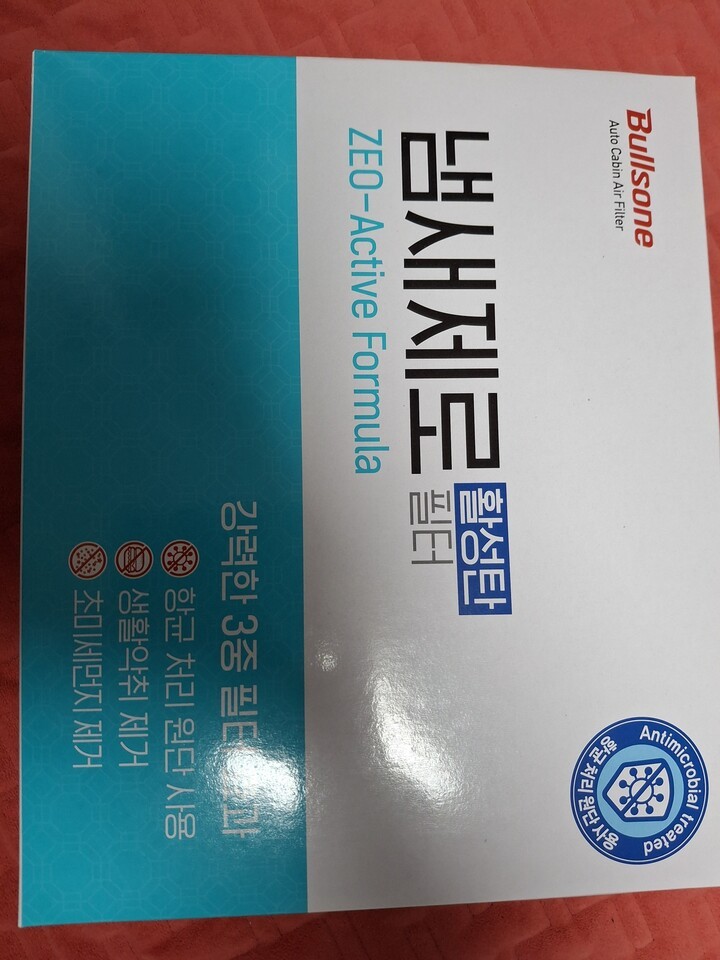 Bullsone
Auto Cabin Air Filter
냄새제로
활성탄
필터
ZEO-Active Formula
강력한 3중 필터효과
항균 처리 원단 사용
생활악취 제거
초미세먼지 제거
Antimicrobial treated
항균처리 원단 사용